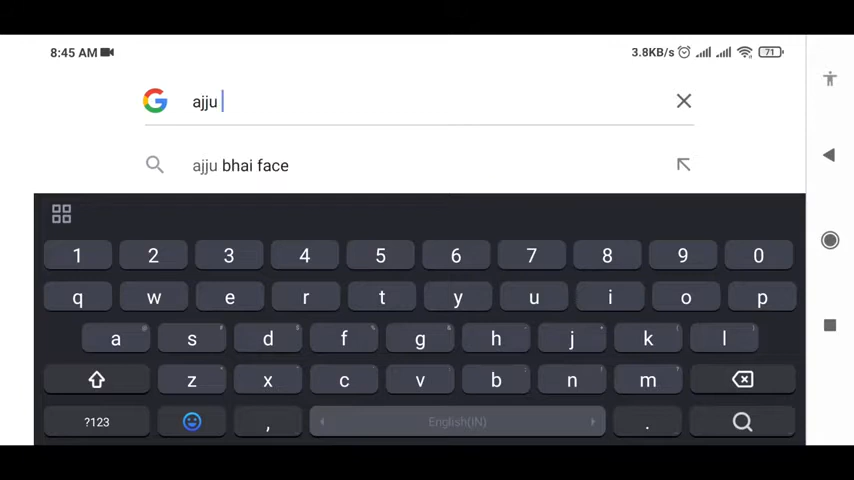 8:45 AM 3.8KB/s 71
ajju
ajju bhai face
1 2 3 4 5 6 7 8 9 0
q w e r t y u i o p
a s d f g h j k l
z x c v b n m
?123 , English(IN) .